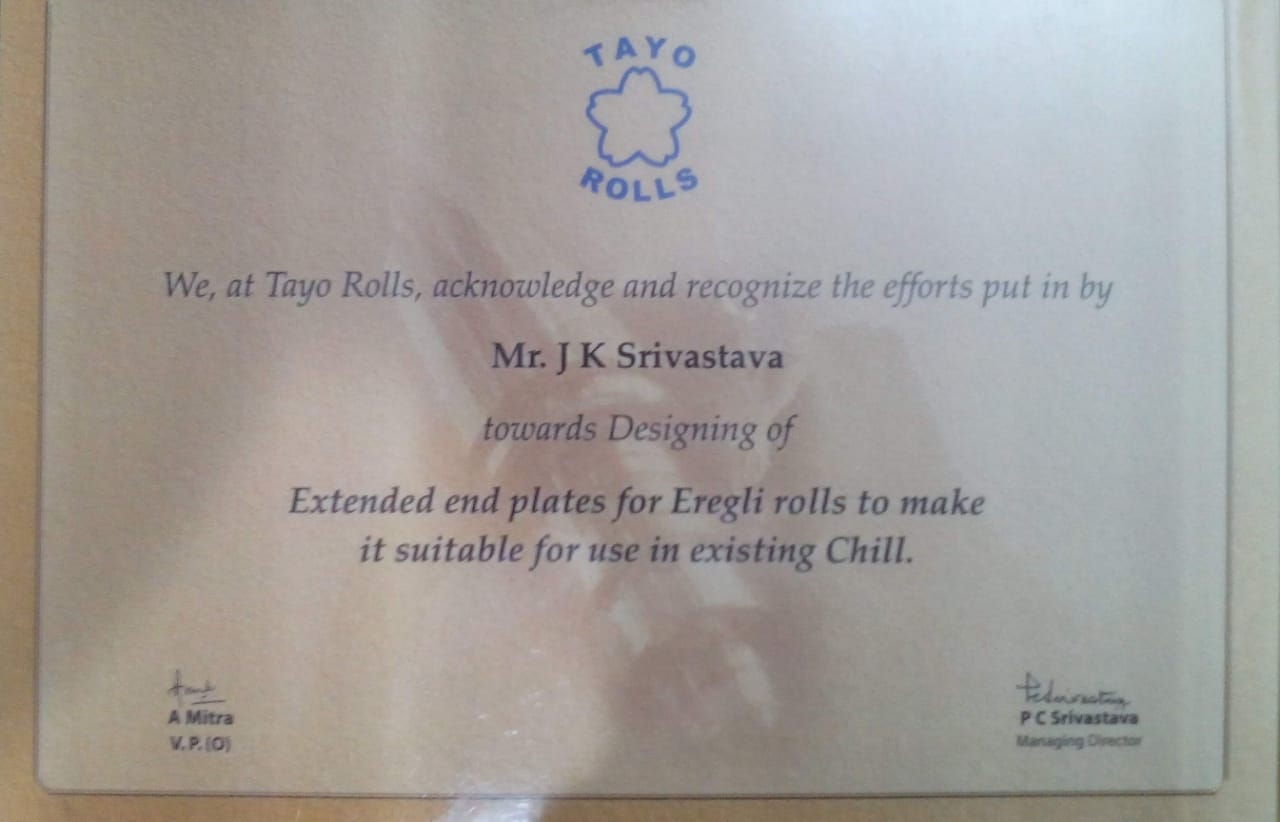 TAYO
ROLLS
We, at Tayo Rolls, acknowledge and recognize the efforts put in by
Mr. J K Srivastava
towards Designing of
Extended end plates for Eregli rolls to make
it suitable for use in existing Chill.
A Mitra
V. P. (O)
P C Srivastava
Managing Director